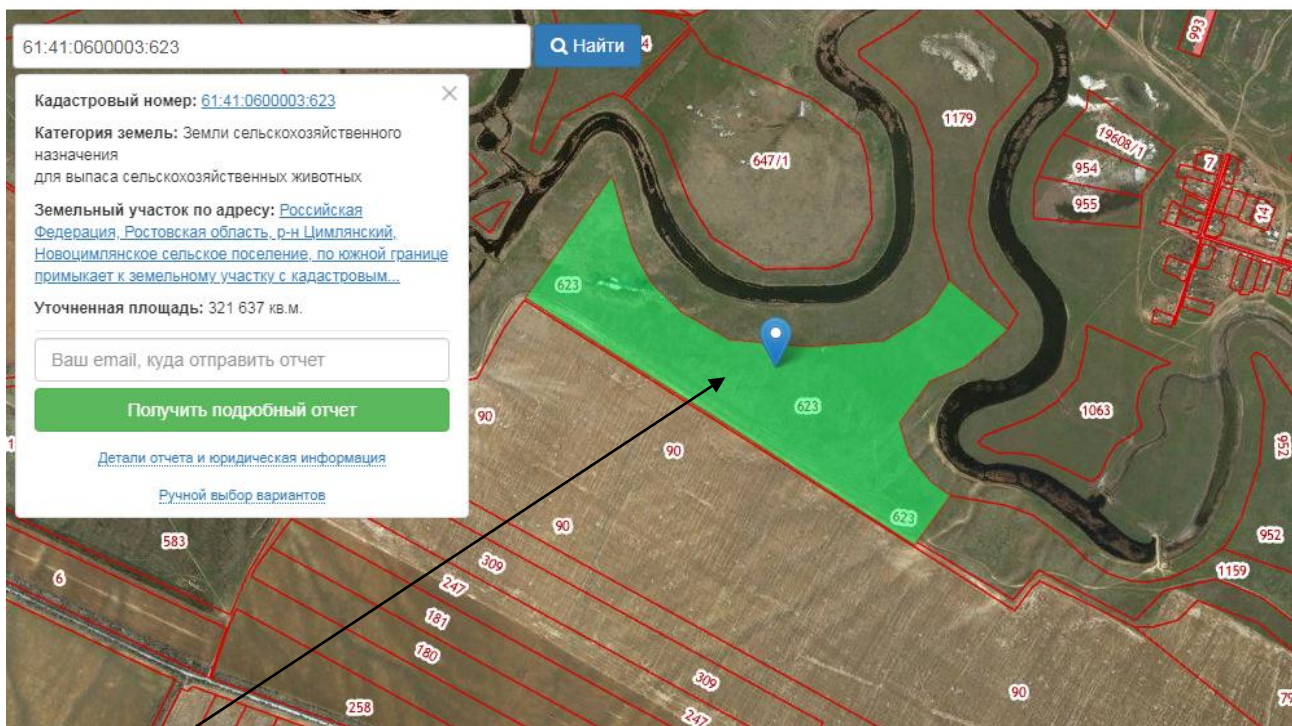 61:41:0600003:623
Найти
4
Кадастровый номер: 61:41:0600003:623
Категория земель: Земли сельскохозяйственного
назначения
для выпаса сельскохозяйственных животных
Земельный участок по адресу: Российская
Федерация, Ростовская область, р-н Цимлянский,
Новоцимлянское сельское поселение, по южной границе
примыкает к земельному участку с кадастровым...
Уточненная площадь: 321 637 кв.м.
Ваш email, куда отправить отчет
Получить подробный отчет
Детали отчета и юридическая информация
Ручной выбор вариантов
993
1179
647/1
19608/1
954
955
7
14
623
623
623
1063
952
952
1159
90
90
90
90
1
583
6
309
247
181
180
258
309
247
79